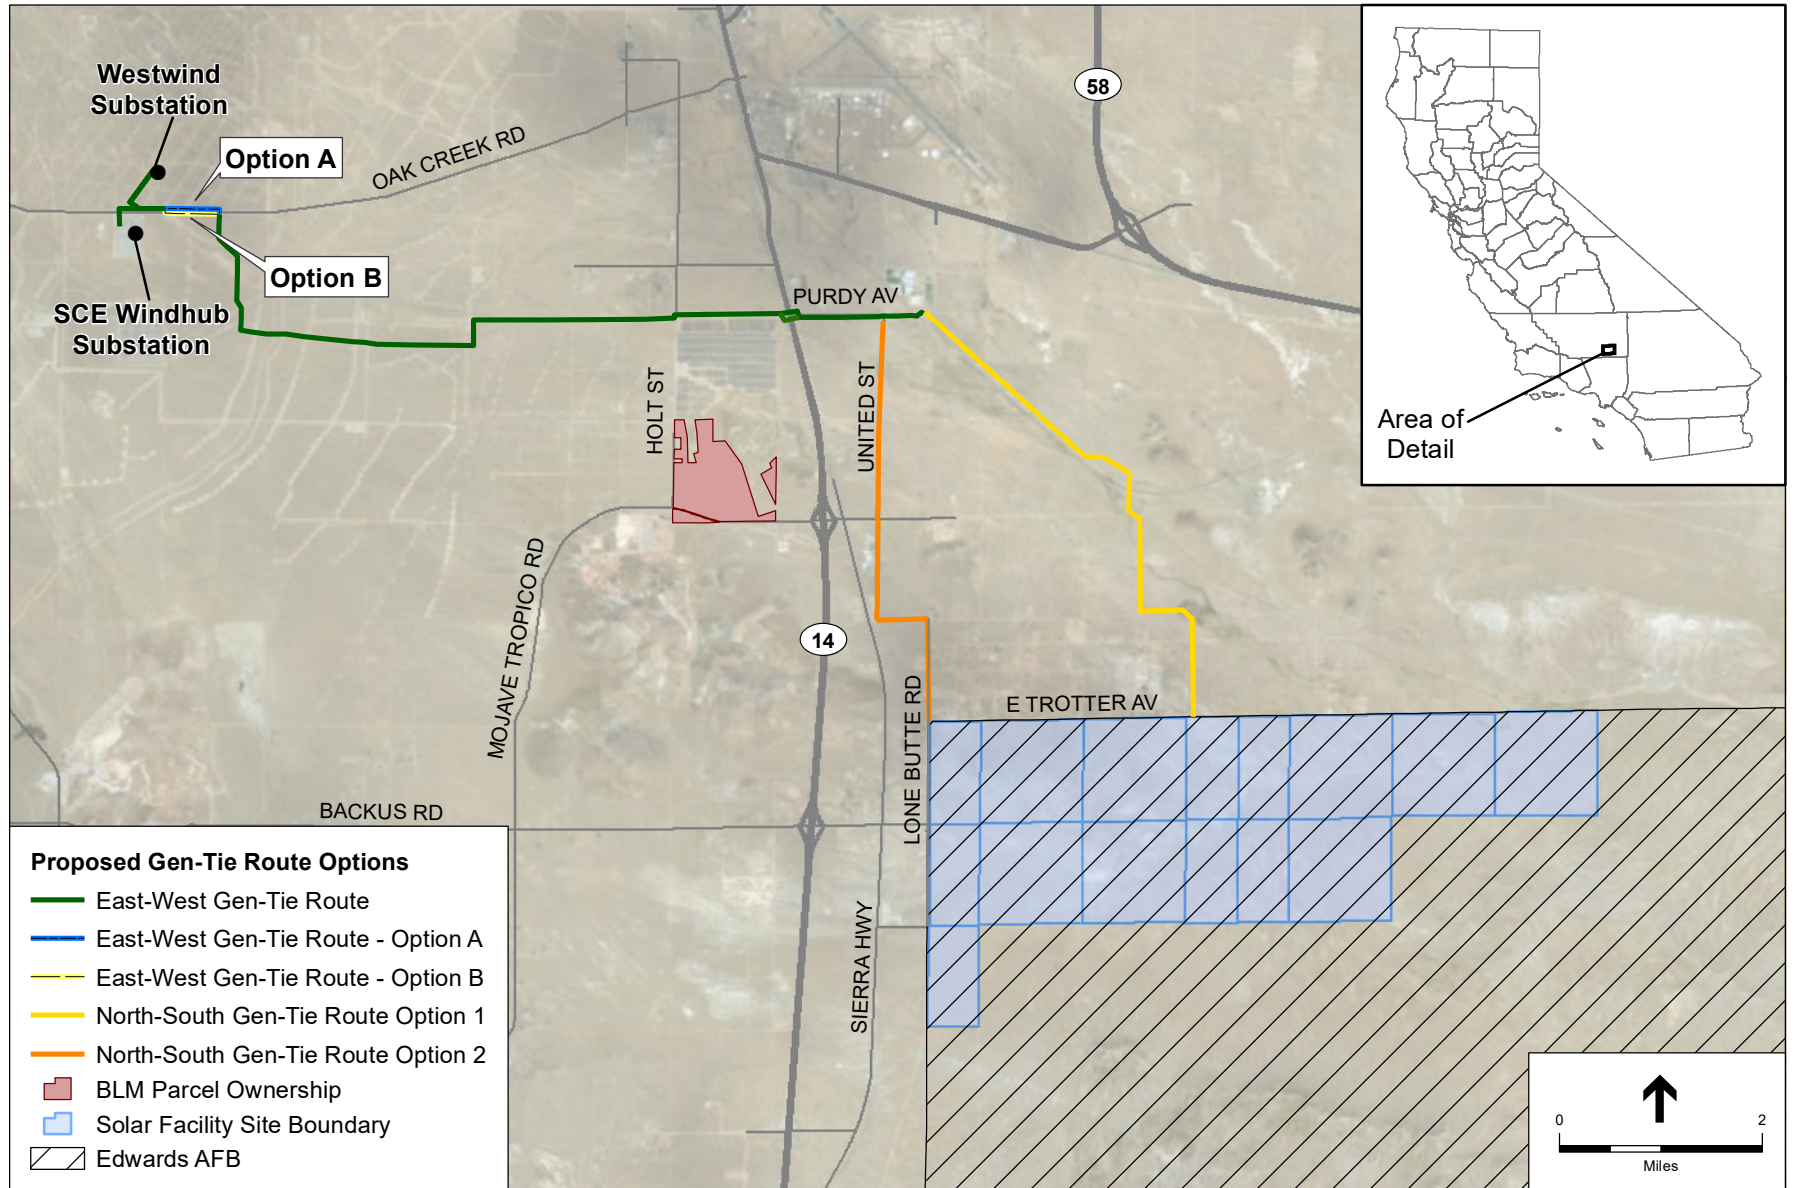 Westwind
Substation
Option A
OAK CREEK RD
58
Option B
SCE Windhub
Substation
PURDY AV
HOLT ST
UNITED ST
MOJAVE TROPICO RD
14
LONE BUTTE RD
E TROTTER AV
BACKUS RD
SIERRA HWY
Area of
Detail
Proposed Gen-Tie Route Options
East-West Gen-Tie Route
East-West Gen-Tie Route - Option A
East-West Gen-Tie Route - Option B
North-South Gen-Tie Route Option 1
North-South Gen-Tie Route Option 2
BLM Parcel Ownership
Solar Facility Site Boundary
Edwards AFB
0 2
Miles